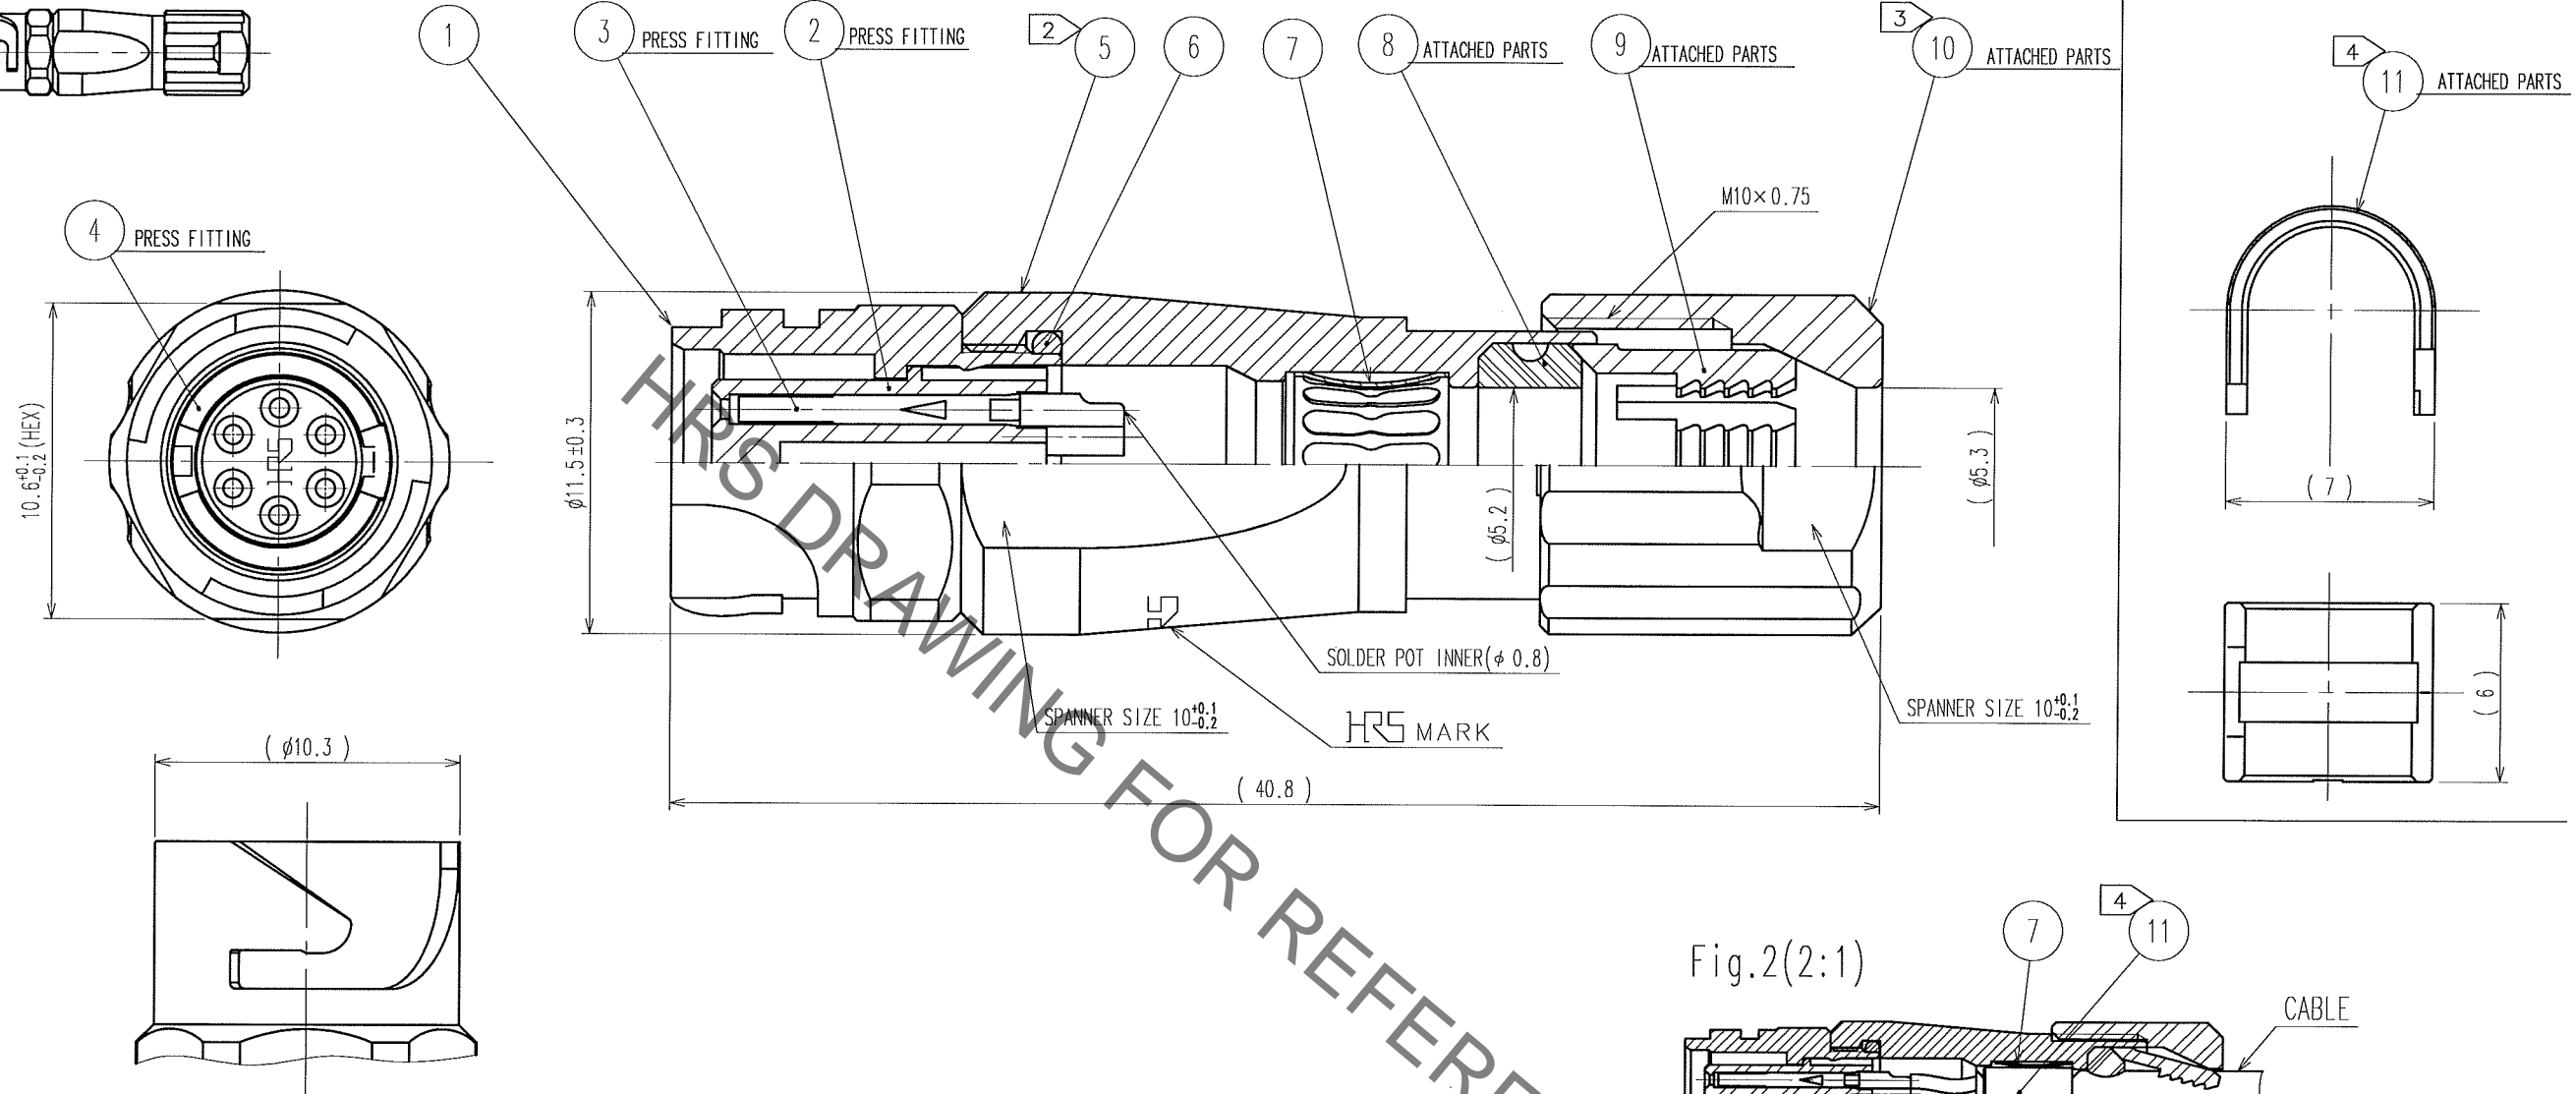 1
3 PRESS FITTING
2 PRESS FITTING
2
5
6
7
8 ATTACHED PARTS
9 ATTACHED PARTS
3
10 ATTACHED PARTS
4
11 ATTACHED PARTS
4 PRESS FITTING
M10×0.75
10.6+0.1-0.2(HEX)
φ11.5±0.3
(φ5.2)
(φ5.3)
(7)
(6)
HRS
SOLDER POT INNER(φ0.8)
SPANNER SIZE 10+0.1-0.2
HRS MARK
SPANNER SIZE 10+0.1-0.2
(φ10.3)
(40.8)
HRS DRAWING FOR REFERE
Fig.2(2:1)
7
4
11
CABLE